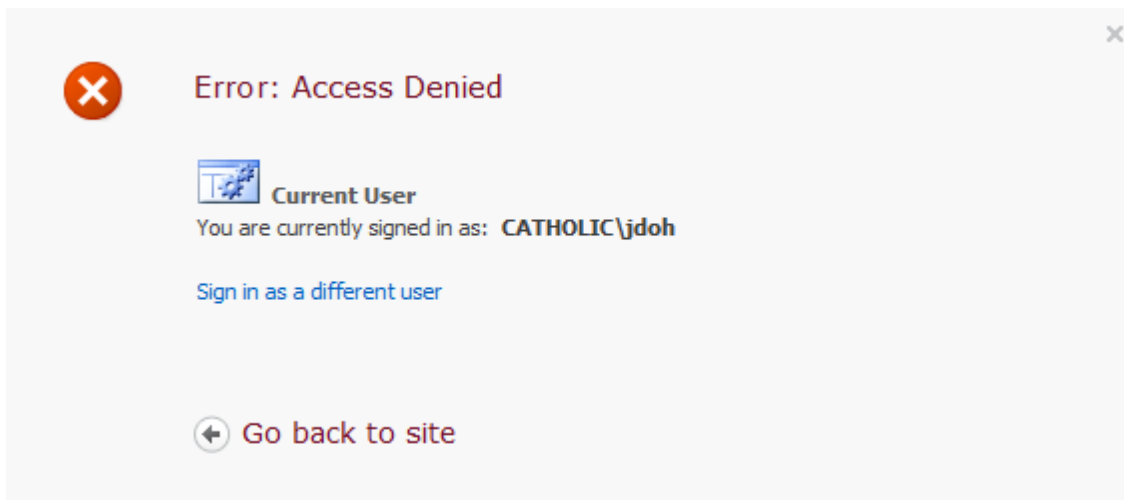 Error: Access Denied
Current User
You are currently signed in as: CATHOLIC\jdoh
Sign in as a different user
Go back to site